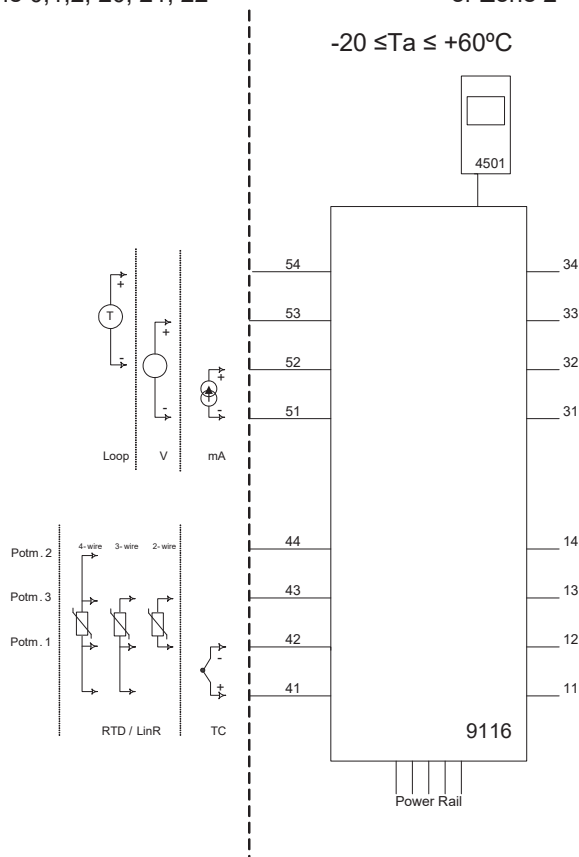 -20 ≤Ta ≤ +60ºC
4501
54
34
+
T
53
33
+
-
52
32
+
51
31
-
-
Loop
V
mA
44
14
Potm. 2
4-wire
3-wire
2-wire
43
13
Potm. 3
42
12
Potm. 1
-
+
41
11
RTD / LinR
TC
9116
Power Rail